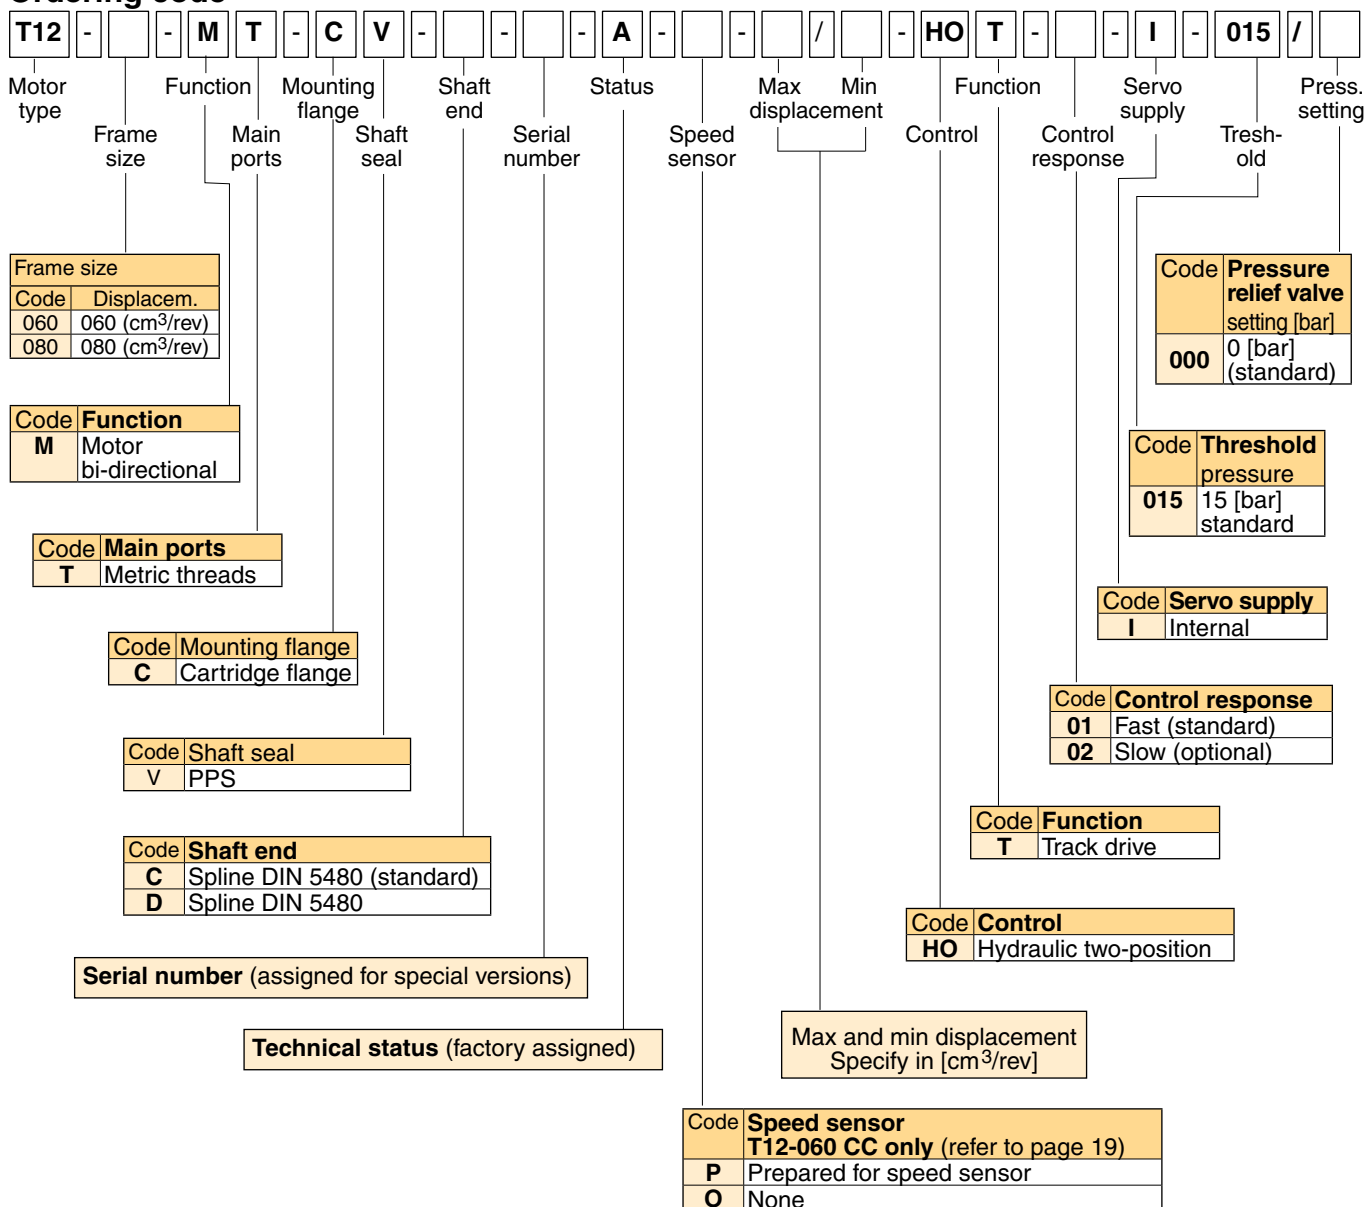 T12 - - M T - C V - - - A - - / - HO T - - I - 015 /
Motor type
Frame size
Function
Main ports
Mounting flange
Shaft seal
Shaft end
Serial number
Status
Speed sensor
Max Min
displacement
Control
Function
Control response
Servo supply
Tresh-
old
Press. setting
Frame size
Code Displacem.
060 060 (cm³/rev)
080 080 (cm³/rev)
Code Function
M Motor
bi-directional
Code Main ports
T Metric threads
Code Mounting flange
C Cartridge flange
Code Shaft seal
V PPS
Code Shaft end
C Spline DIN 5480 (standard)
D Spline DIN 5480
Serial number (assigned for special versions)
Technical status (factory assigned)
Code Speed sensor
T12-060 CC only (refer to page 19)
P Prepared for speed sensor
O None
Max and min displacement
Specify in [cm³/rev]
Code Control
HO Hydraulic two-position
Code Function
T Track drive
Code Control response
01 Fast (standard)
02 Slow (optional)
Code Servo supply
I Internal
Code Threshold
pressure
015 15 [bar]
standard
Code Pressure
relief valve
setting [bar]
000 0 [bar]
(standard)